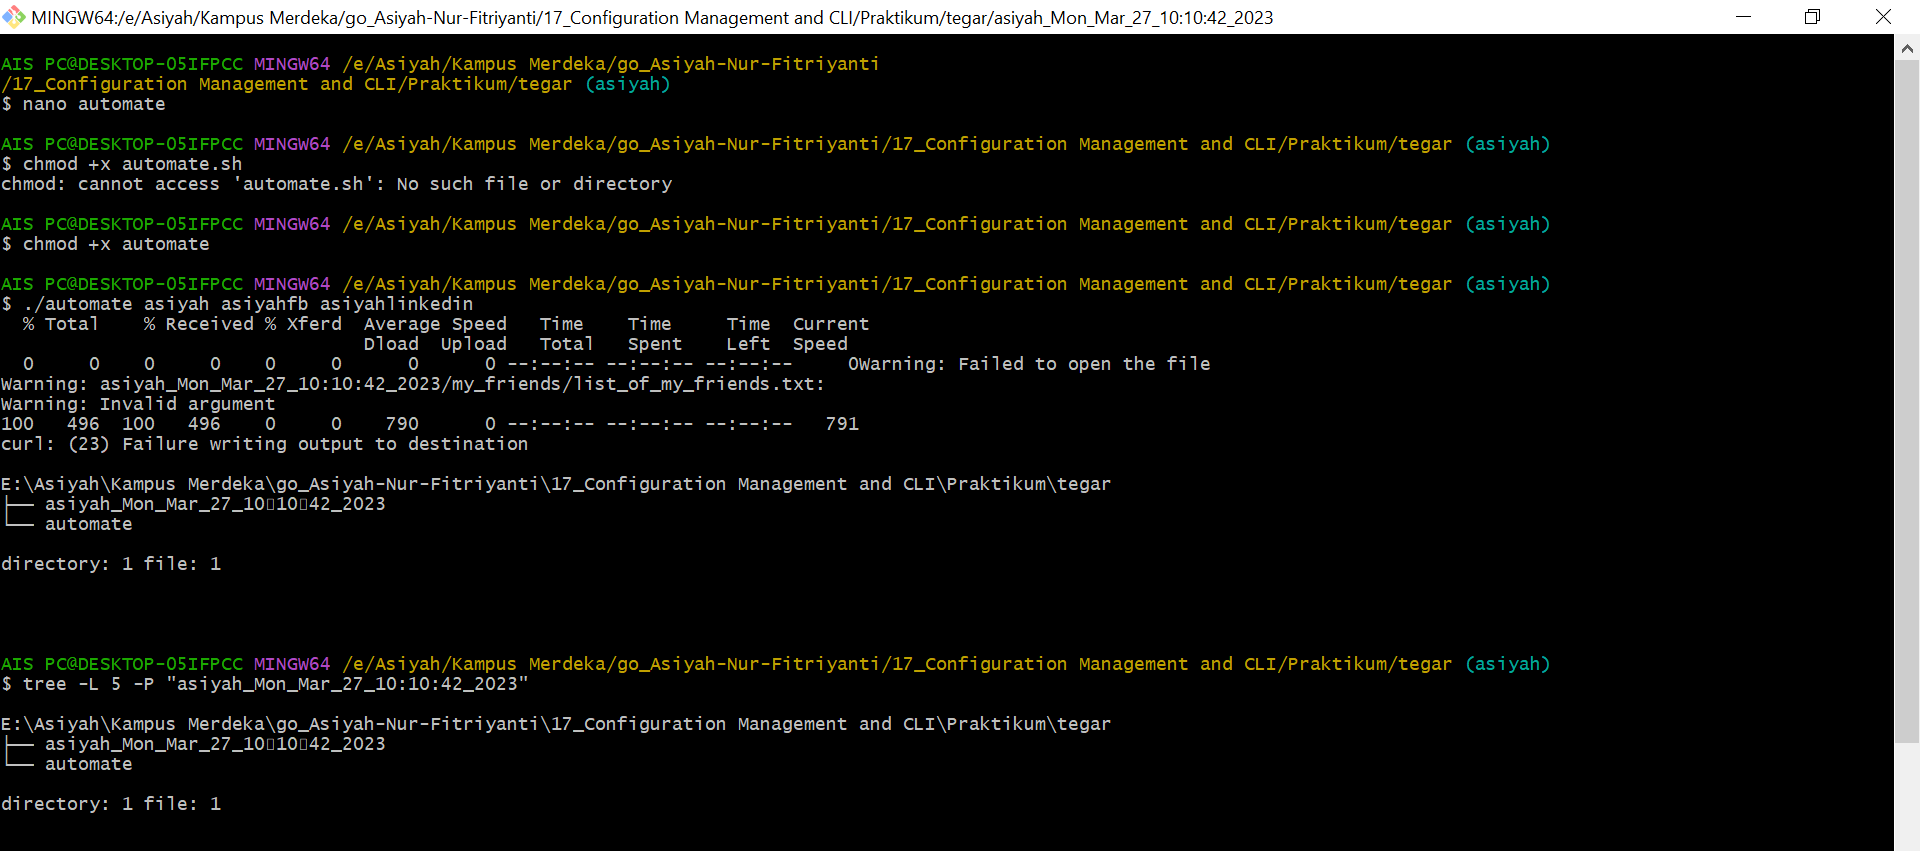 MINGW64:/e/Asiyah/Kampus Merdeka/go_Asiyah-Nur-Fitriyanti/17_Configuration Management and CLI/Praktikum/tegar/asiyah_Mon_Mar_27_10:10:42_2023
AIS PC@DESKTOP-05IFPCC MINGW64 /e/Asiyah/Kampus Merdeka/go_Asiyah-Nur-Fitriyanti
/17_Configuration Management and CLI/Praktikum/tegar (asiyah)
$ nano automate
AIS PC@DESKTOP-05IFPCC MINGW64 /e/Asiyah/Kampus Merdeka/go_Asiyah-Nur-Fitriyanti/17_Configuration Management and CLI/Praktikum/tegar (asiyah)
$ chmod +x automate.sh
chmod: cannot access 'automate.sh': No such file or directory
AIS PC@DESKTOP-05IFPCC MINGW64 /e/Asiyah/Kampus Merdeka/go_Asiyah-Nur-Fitriyanti/17_Configuration Management and CLI/Praktikum/tegar (asiyah)
$ chmod +x automate
AIS PC@DESKTOP-05IFPCC MINGW64 /e/Asiyah/Kampus Merdeka/go_Asiyah-Nur-Fitriyanti/17_Configuration Management and CLI/Praktikum/tegar (asiyah)
$ ./automate asiyah asiyahfb asiyahlinkedin
  % Total    % Received % Xferd  Average Speed   Time    Time     Time  Current
                                 Dload  Upload   Total   Spent    Left  Speed
  0     0    0     0    0     0      0      0 --:--:-- --:--:-- --:--:--     0Warning: Failed to open the file
Warning: asiyah_Mon_Mar_27_10:10:42_2023/my_friends/list_of_my_friends.txt:
Warning: Invalid argument
100   496  100   496    0     0    790      0 --:--:-- --:--:-- --:--:--   791
curl: (23) Failure writing output to destination
E:\Asiyah\Kampus Merdeka\go_Asiyah-Nur-Fitriyanti\17_Configuration Management and CLI\Praktikum\tegar
├── asiyah_Mon_Mar_27_10▯10▯42_2023
└── automate
directory: 1 file: 1
AIS PC@DESKTOP-05IFPCC MINGW64 /e/Asiyah/Kampus Merdeka/go_Asiyah-Nur-Fitriyanti/17_Configuration Management and CLI/Praktikum/tegar (asiyah)
$ tree -L 5 -P "asiyah_Mon_Mar_27_10:10:42_2023"
E:\Asiyah\Kampus Merdeka\go_Asiyah-Nur-Fitriyanti\17_Configuration Management and CLI\Praktikum\tegar
├── asiyah_Mon_Mar_27_10▯10▯42_2023
└── automate
directory: 1 file: 1